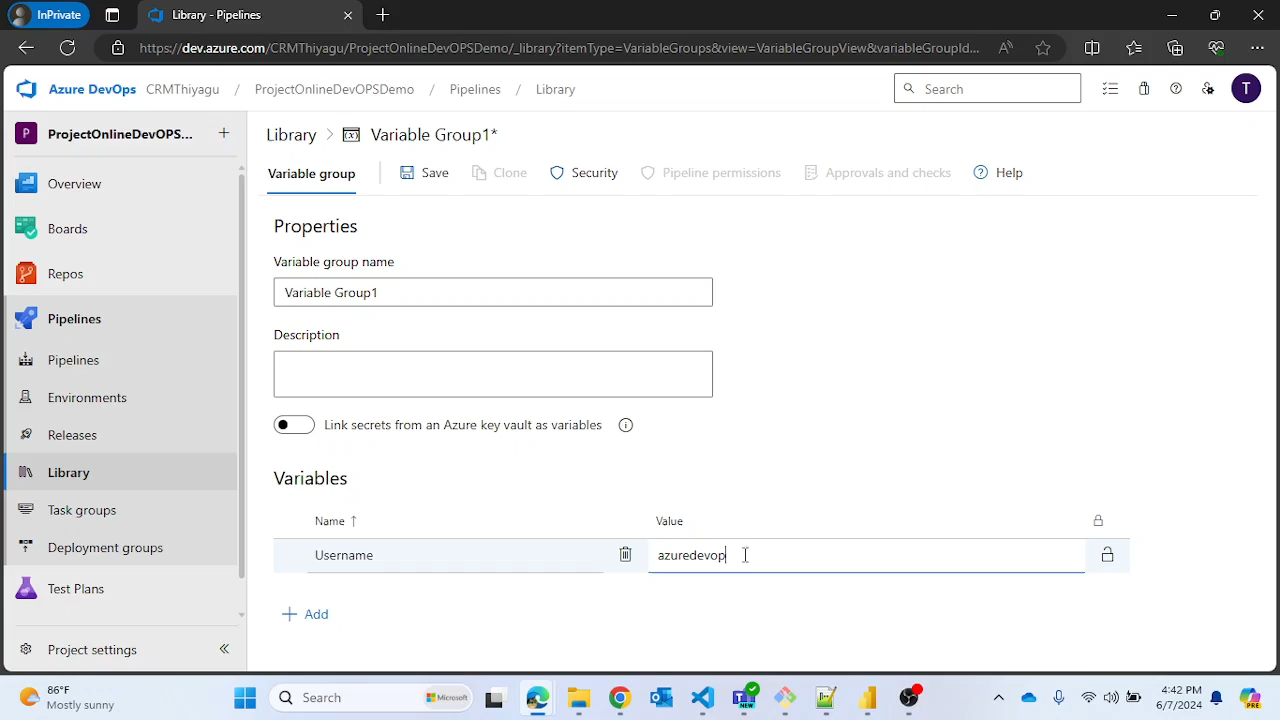 InPrivate
Library - Pipelines
https://dev.azure.com/CRMThiyagu/ProjectOnlineDevOPSDemo/_library?itemType=VariableGroups&view=VariableGroupView&variableGroupId...
Azure DevOps CRMThiyagu / ProjectOnlineDevOPSDemo / Pipelines / Library
Search
T
P ProjectOnlineDevOPS... +
Overview
Boards
Repos
Pipelines
Pipelines
Environments
Releases
Library
Task groups
Deployment groups
Test Plans
Project settings
Library > Variable Group1*
Variable group Save Clone Security Pipeline permissions Approvals and checks Help
Properties
Variable group name
Variable Group1
Description
Link secrets from an Azure key vault as variables
Variables
Name ↑ Value
Username azuredevop
+ Add
86°F
Mostly sunny
Search
Microsoft
NEW
4:42 PM
6/7/2024
PRE